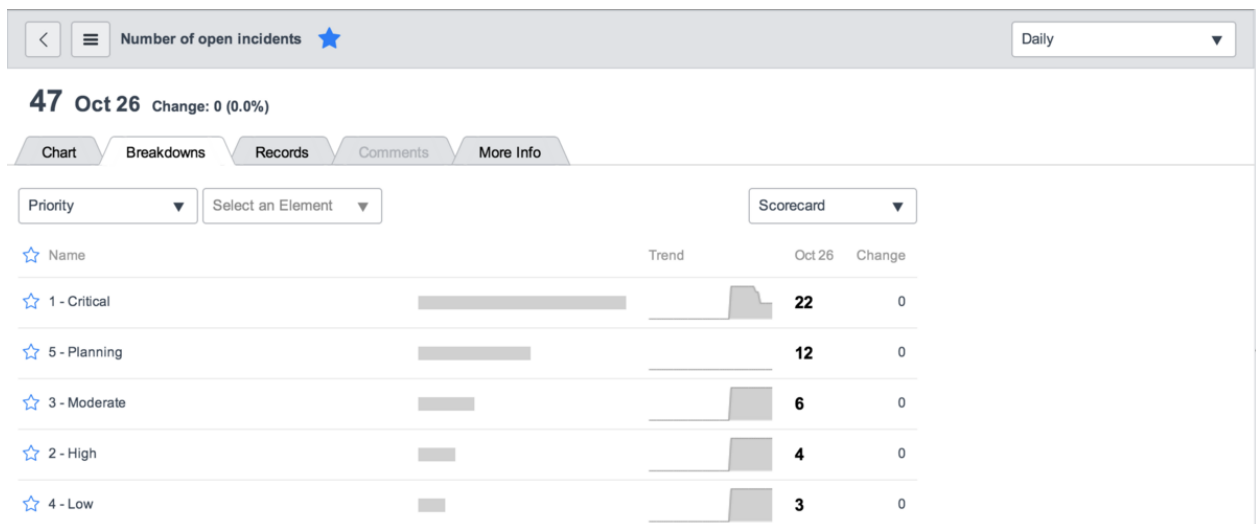 Number of open incidents
Daily
47 Oct 26 Change: 0 (0.0%)
Chart Breakdowns Records Comments More Info
Priority Select an Element Scorecard
Name Trend Oct 26 Change
1 - Critical 22 0
5 - Planning 12 0
3 - Moderate 6 0
2 - High 4 0
4 - Low 3 0